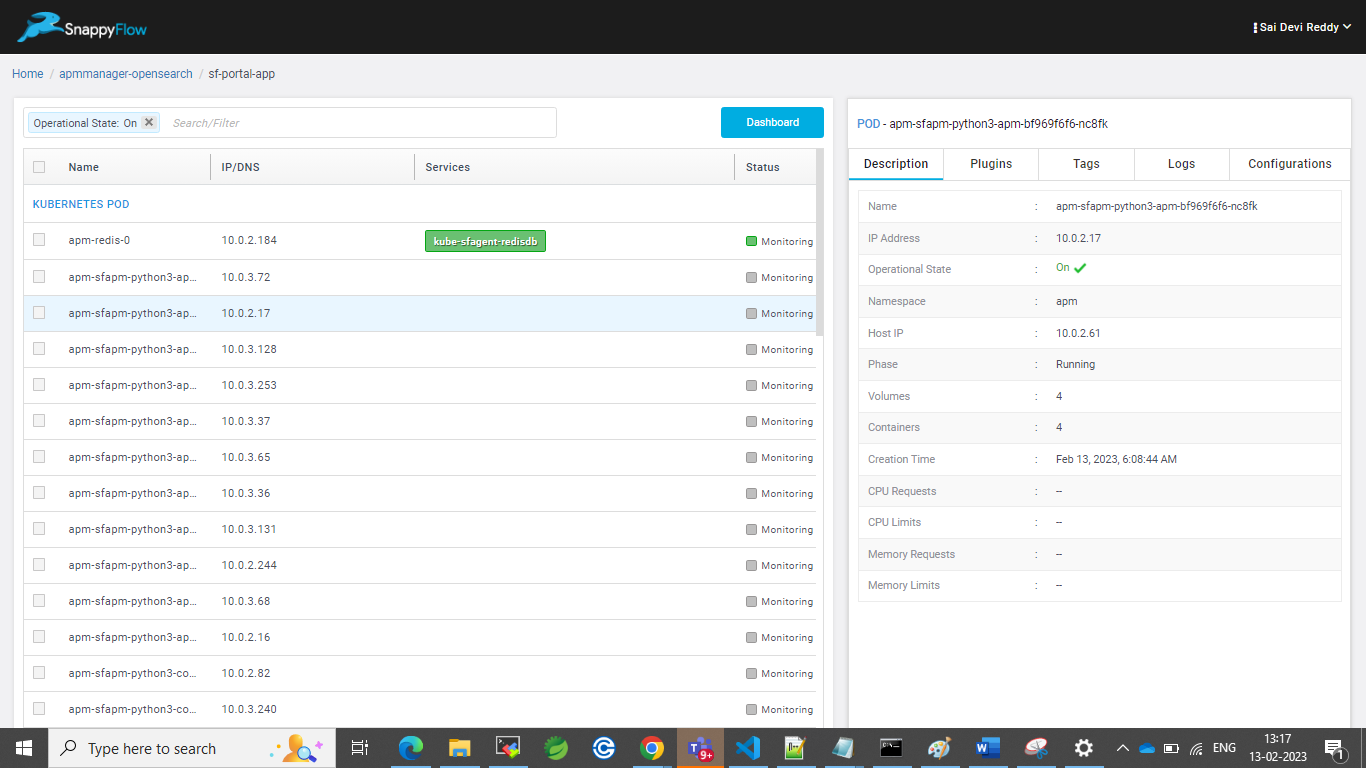 SnappyFlow
Sai Devi Reddy
Home / apmmanager-opensearch / sf-portal-app
Operational State: On
Search/Filter
Dashboard
Name IP/DNS Services Status
KUBERNETES POD
apm-redis-0 10.0.2.184 kube-sfagent-redisdb Monitoring
apm-sfapm-python3-ap... 10.0.3.72 Monitoring
apm-sfapm-python3-ap... 10.0.2.17 Monitoring
apm-sfapm-python3-ap... 10.0.3.128 Monitoring
apm-sfapm-python3-ap... 10.0.3.253 Monitoring
apm-sfapm-python3-ap... 10.0.3.37 Monitoring
apm-sfapm-python3-ap... 10.0.3.65 Monitoring
apm-sfapm-python3-ap... 10.0.3.36 Monitoring
apm-sfapm-python3-ap... 10.0.3.131 Monitoring
apm-sfapm-python3-ap... 10.0.2.244 Monitoring
apm-sfapm-python3-ap... 10.0.3.68 Monitoring
apm-sfapm-python3-ap... 10.0.2.16 Monitoring
apm-sfapm-python3-co... 10.0.2.82 Monitoring
apm-sfapm-python3-co... 10.0.3.240 Monitoring
POD - apm-sfapm-python3-apm-bf969f6f6-nc8fk
Description Plugins Tags Logs Configurations
Name : apm-sfapm-python3-apm-bf969f6f6-nc8fk
IP Address : 10.0.2.17
Operational State : On
Namespace : apm
Host IP : 10.0.2.61
Phase : Running
Volumes : 4
Containers : 4
Creation Time : Feb 13, 2023, 6:08:44 AM
CPU Requests : --
CPU Limits : --
Memory Requests : --
Memory Limits : --
Type here to search
9+
ENG
13:17
13-02-2023
1